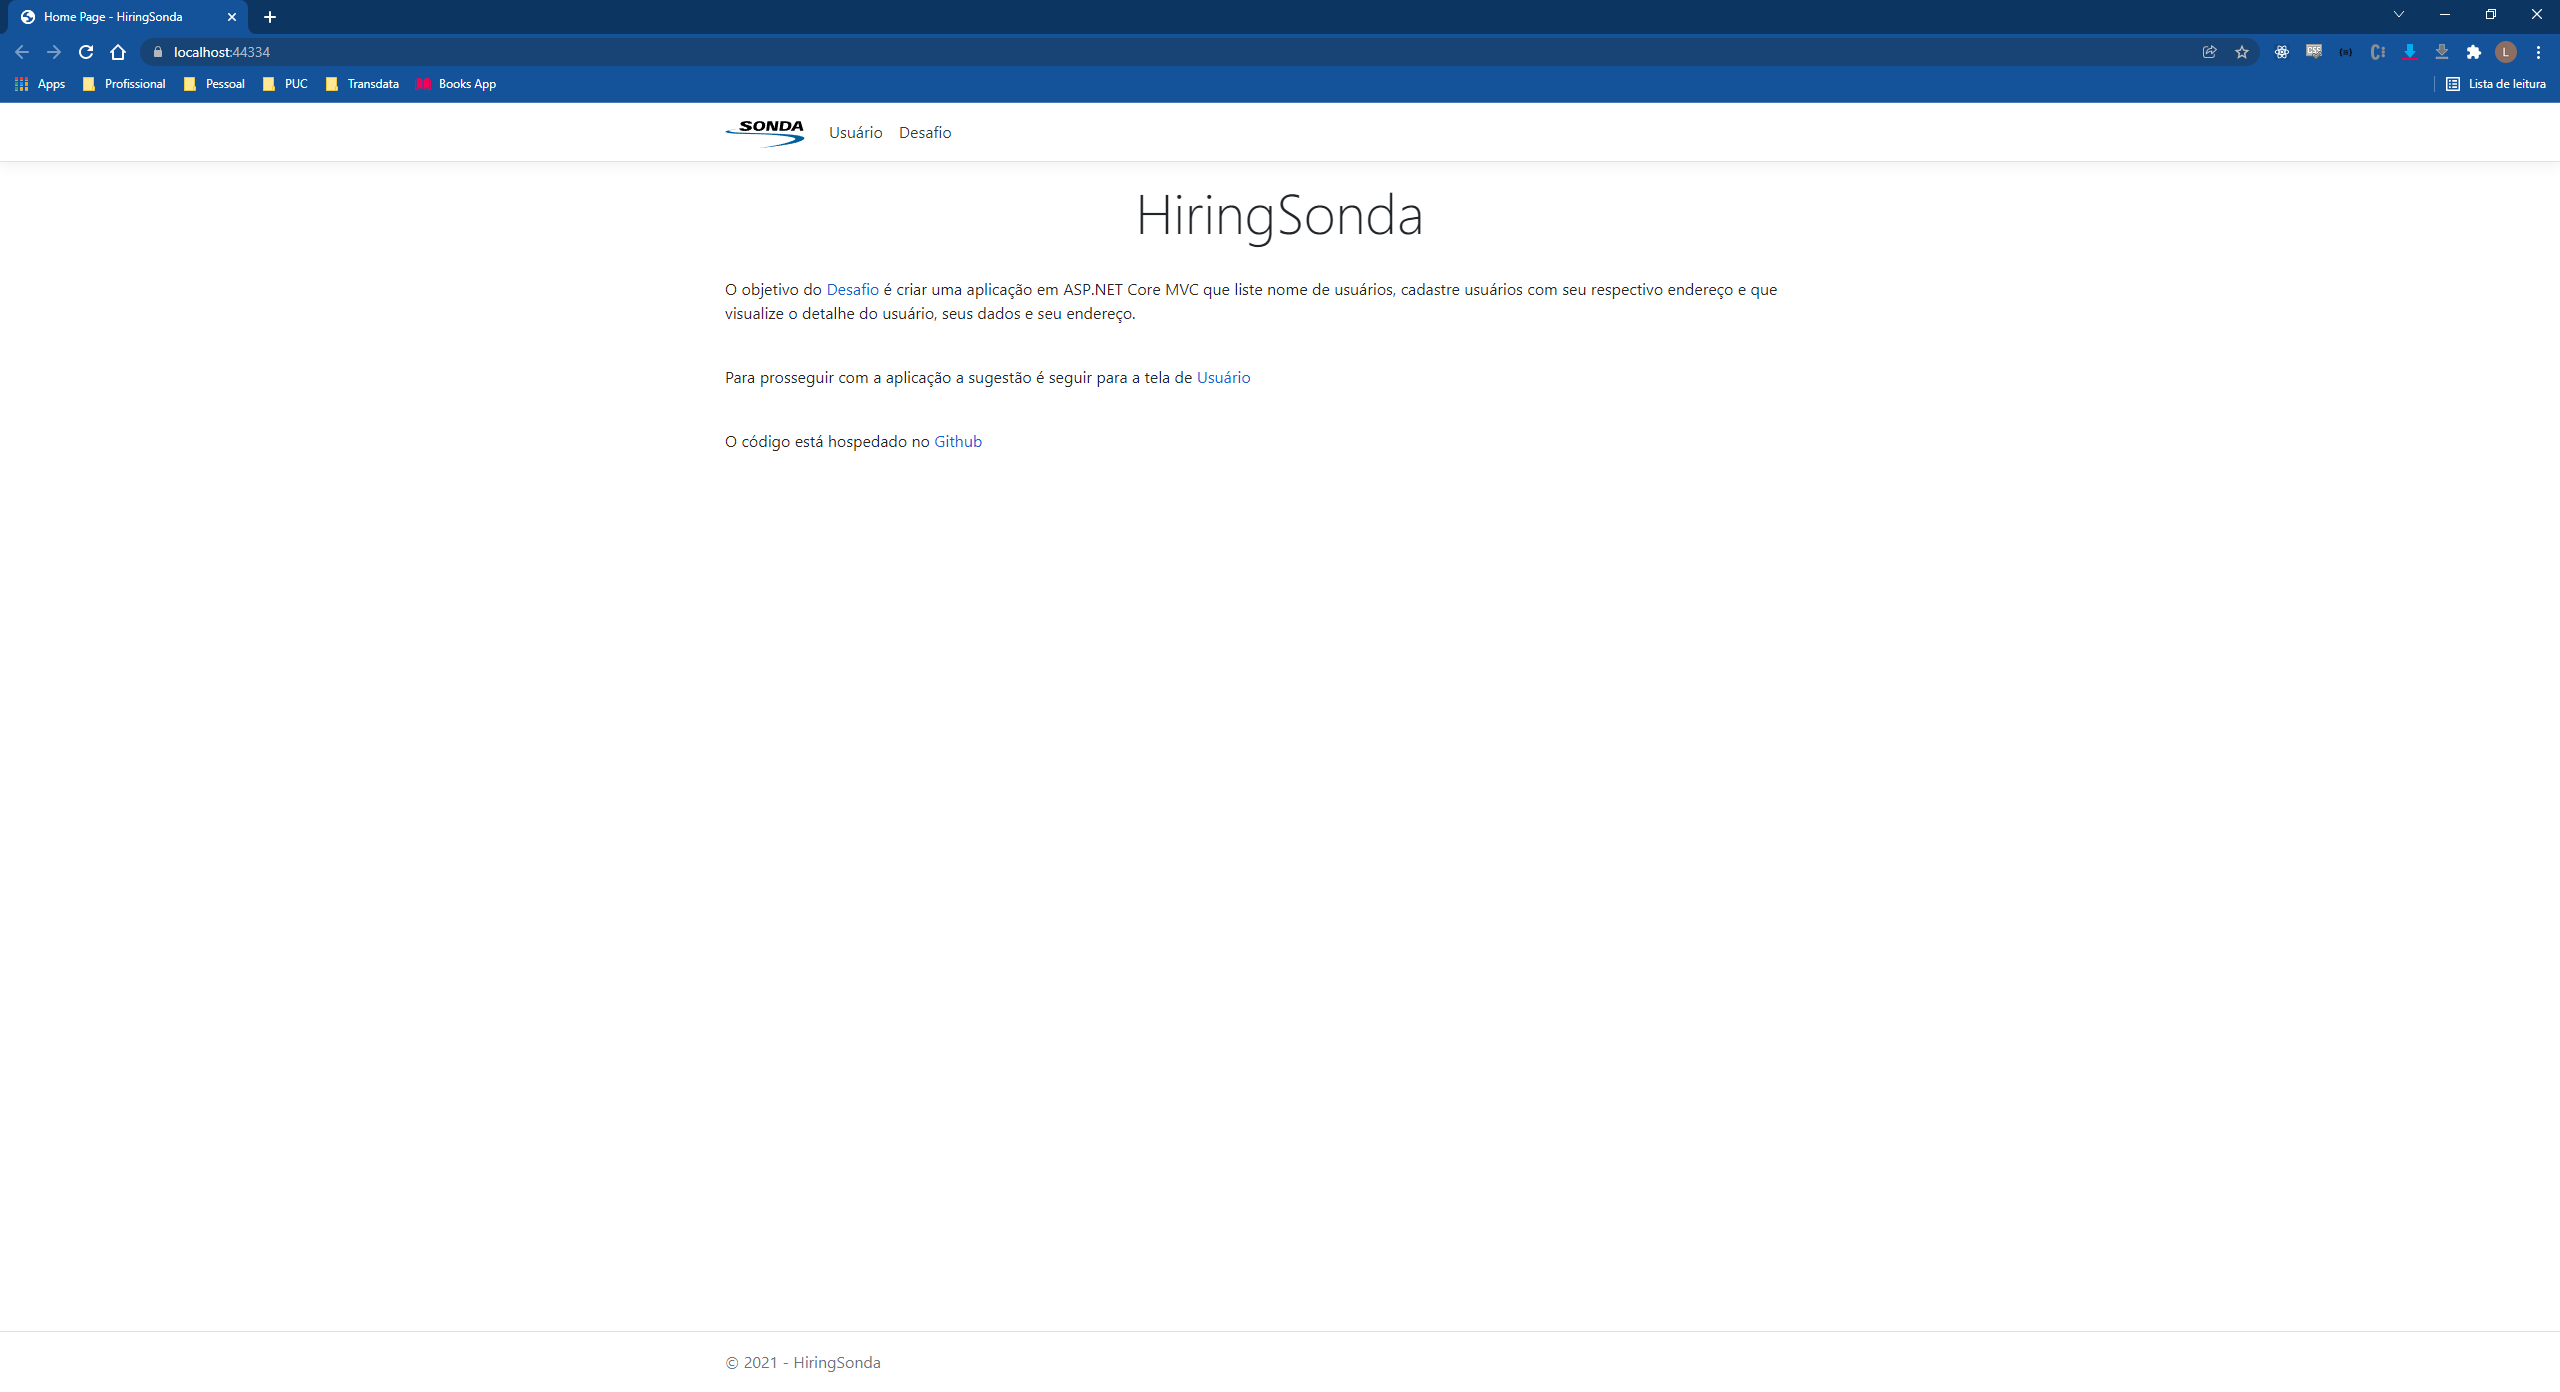 Home Page - HiringSonda
localhost:44334
Apps
Profissional
Pessoal
PUC
Transdata
Books App
Lista de leitura
SONDA
Usuário
Desafio
HiringSonda
O objetivo do Desafio é criar uma aplicação em ASP.NET Core MVC que liste nome de usuários, cadastre usuários com seu respectivo endereço e que
visualize o detalhe do usuário, seus dados e seu endereço.
Para prosseguir com a aplicação a sugestão é seguir para a tela de Usuário
O código está hospedado no Github
© 2021 - HiringSonda